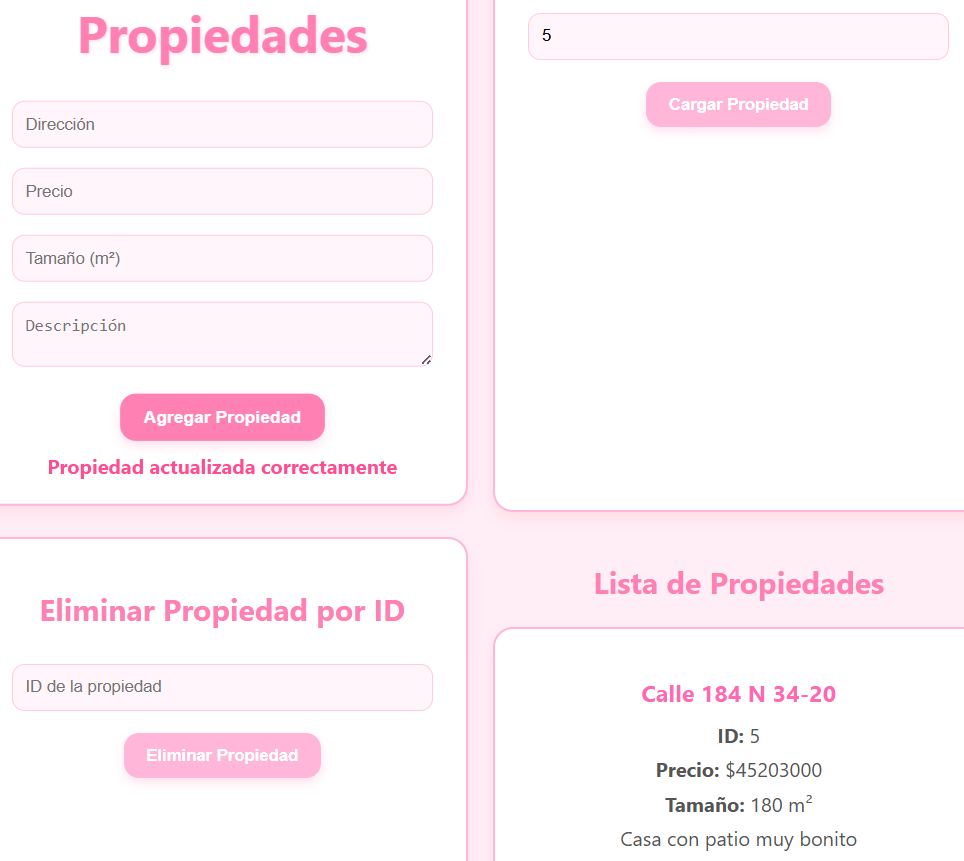 Propiedades
Dirección
Precio
Tamaño (m²)
Descripción
Agregar Propiedad
Propiedad actualizada correctamente
5
Cargar Propiedad
Eliminar Propiedad por ID
ID de la propiedad
Eliminar Propiedad
Lista de Propiedades
Calle 184 N 34-20
ID: 5
Precio: $45203000
Tamaño: 180 m²
Casa con patio muy bonito